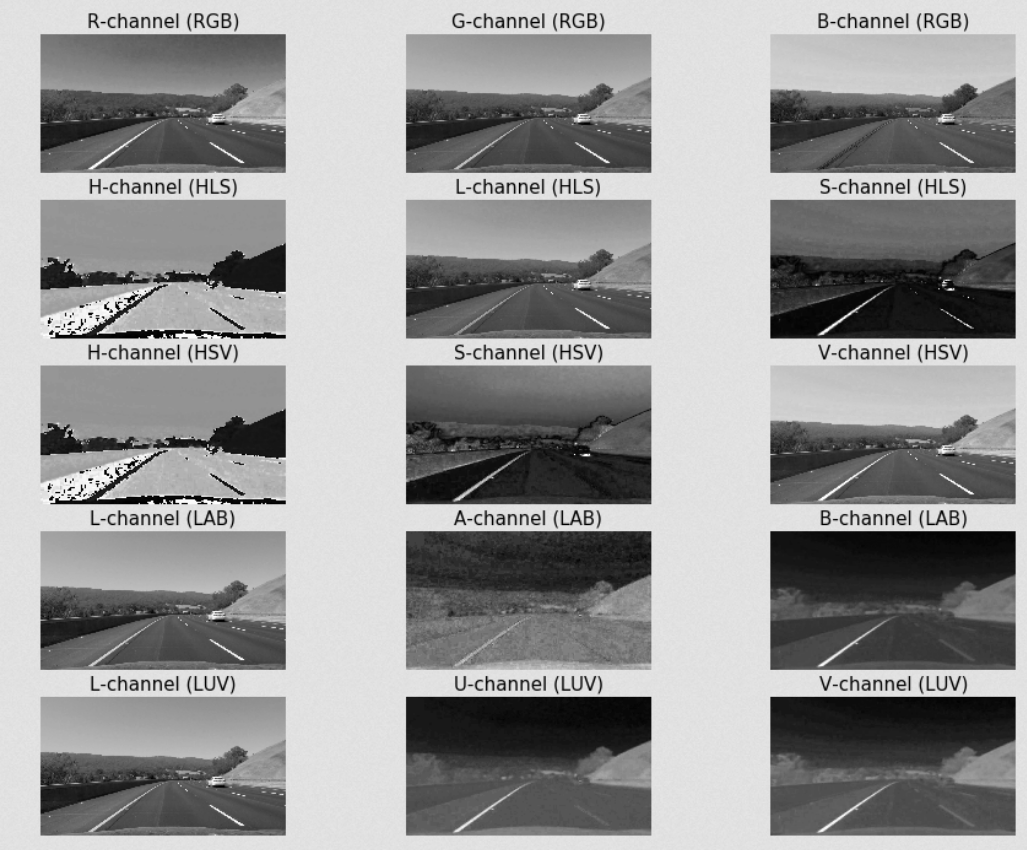 R-channel (RGB)
G-channel (RGB)
B-channel (RGB)
H-channel (HLS)
L-channel (HLS)
S-channel (HLS)
H-channel (HSV)
S-channel (HSV)
V-channel (HSV)
L-channel (LAB)
A-channel (LAB)
B-channel (LAB)
L-channel (LUV)
U-channel (LUV)
V-channel (LUV)